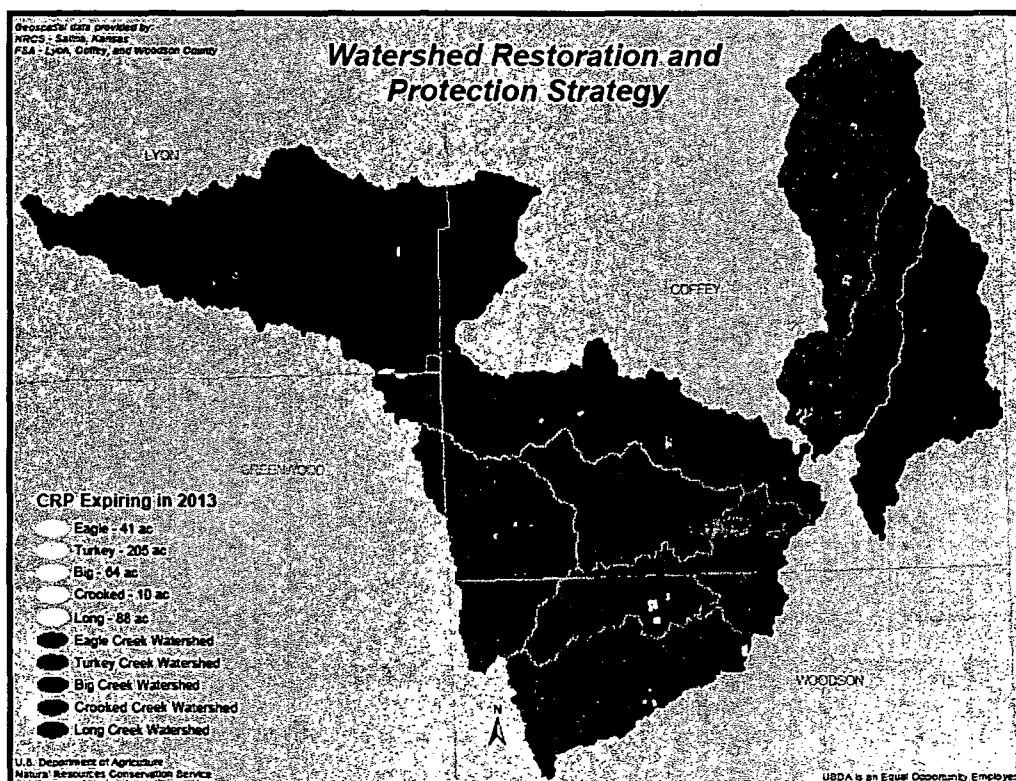 Geospatial data provided by:
NRCS - Salina, Kansas
FSA - Lyon, Coffey, and Woodson County
Watershed Restoration and
Protection Strategy
LYON
COFFEY
GREENWOOD
WOODSON
CRP Expiring in 2013
Eagle - 41 ac
Turkey - 205 ac
Big - 64 ac
Crooked - 10 ac
Long - 88 ac
Eagle Creek Watershed
Turkey Creek Watershed
Big Creek Watershed
Crooked Creek Watershed
Long Creek Watershed
N
U.S. Department of Agriculture
Natural Resources Conservation Service
USDA is an Equal Opportunity Employer